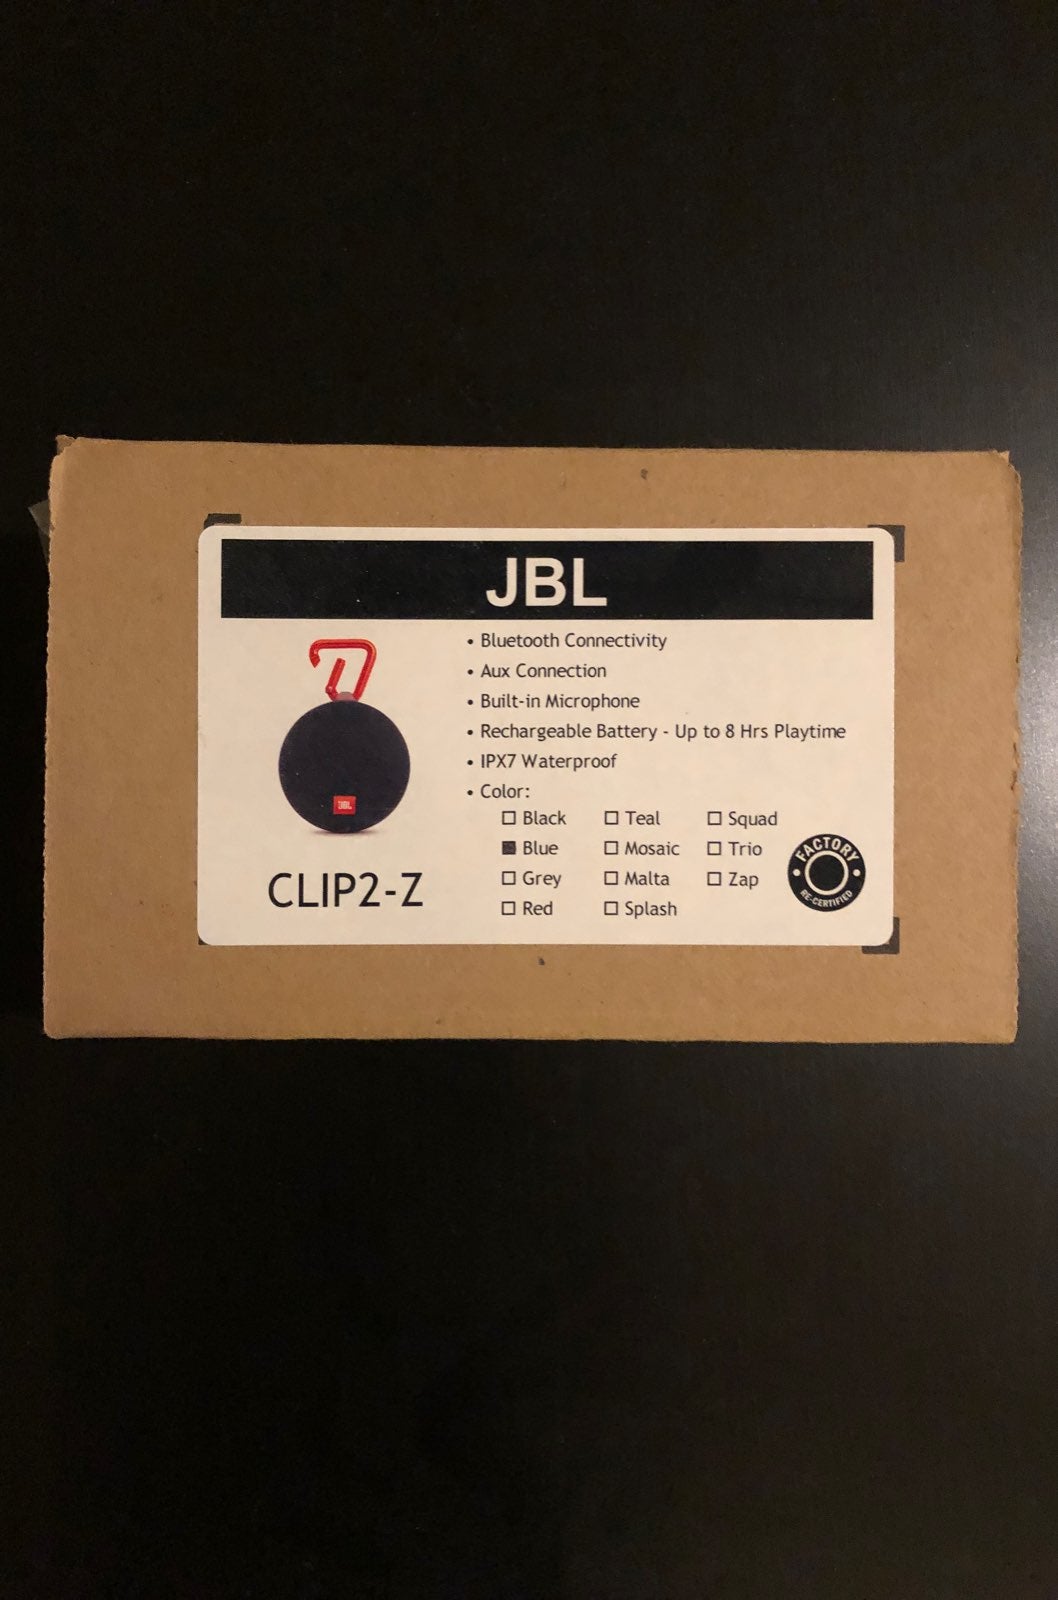 JBL
• Bluetooth Connectivity
• Aux Connection
• Built-in Microphone
• Rechargeable Battery - Up to 8 Hrs Playtime
• IPX7 Waterproof
• Color:
☐ Black ☐ Teal ☐ Squad
■ Blue ☐ Mosaic ☐ Trio
☐ Grey ☐ Malta ☐ Zap
☐ Red ☐ Splash
JBL
CLIP2-Z
FACTORY
RE-CERTIFIED